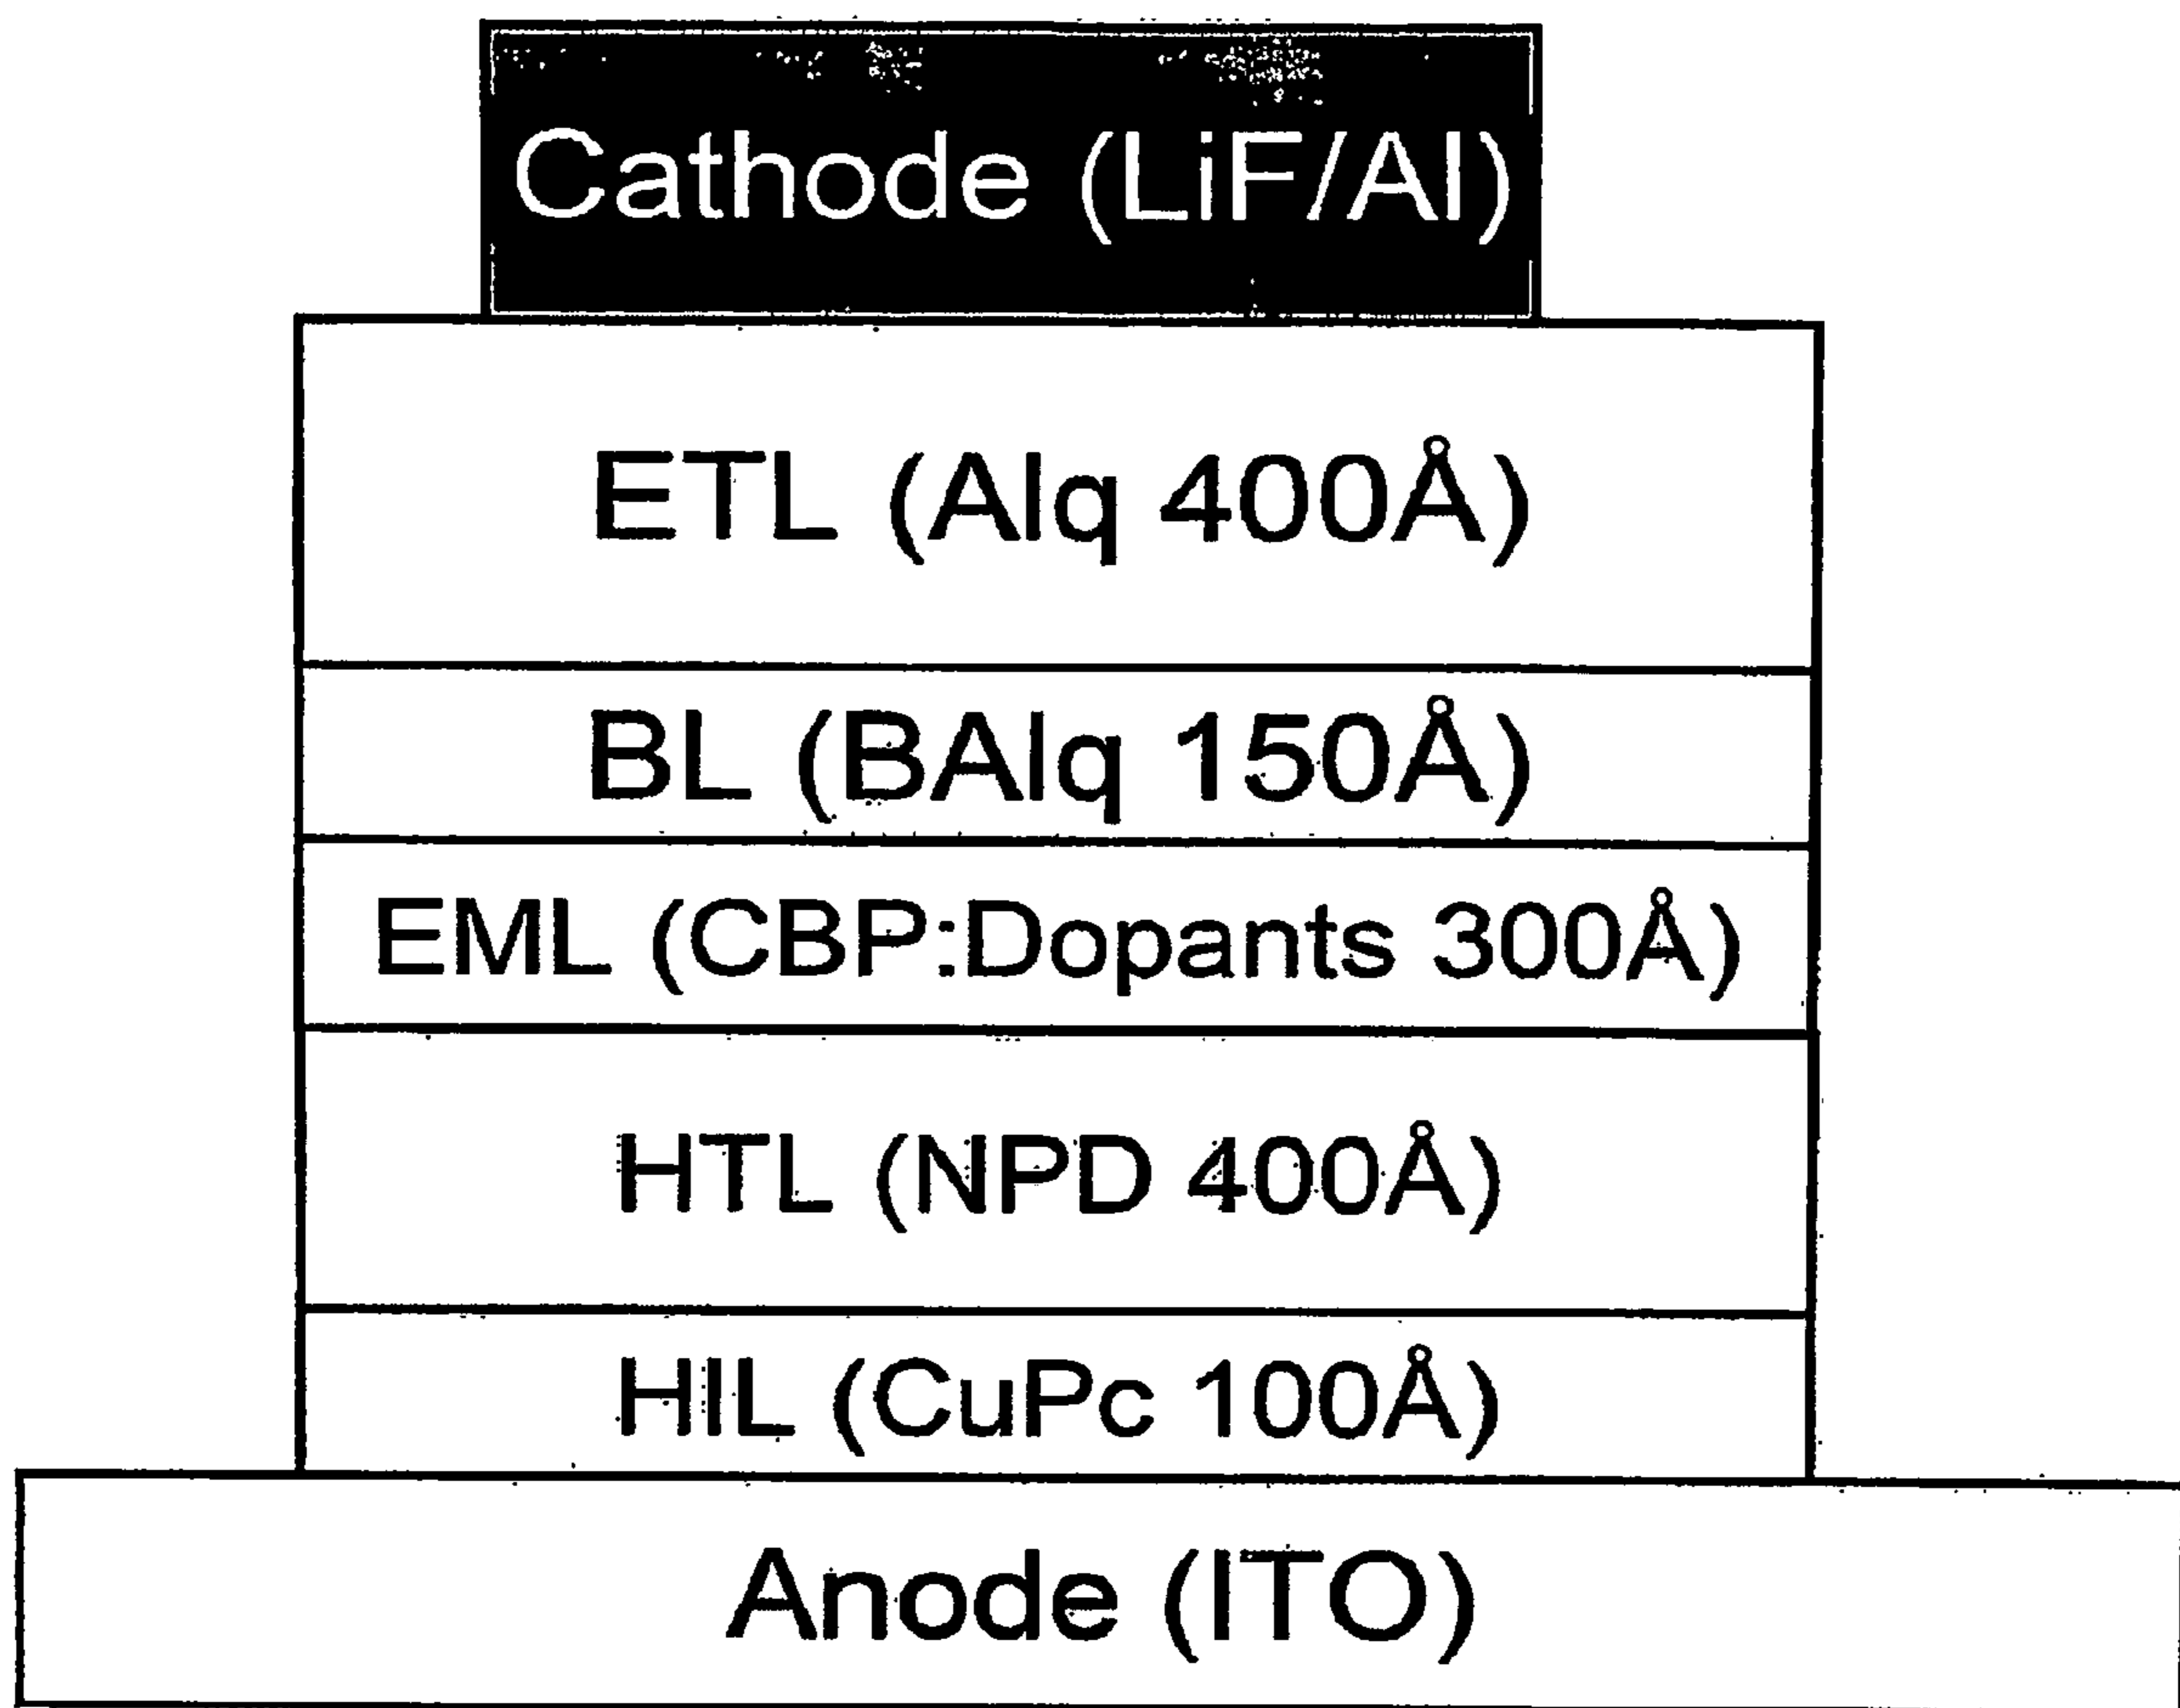 Cathode (LiF/Al)
ETL (Alq 400Å)
BL (BAlq 150Å)
EML (CBP:Dopants 300Å)
HTL (NPD 400Å)
HIL (CuPc 100Å)
Anode (ITO)